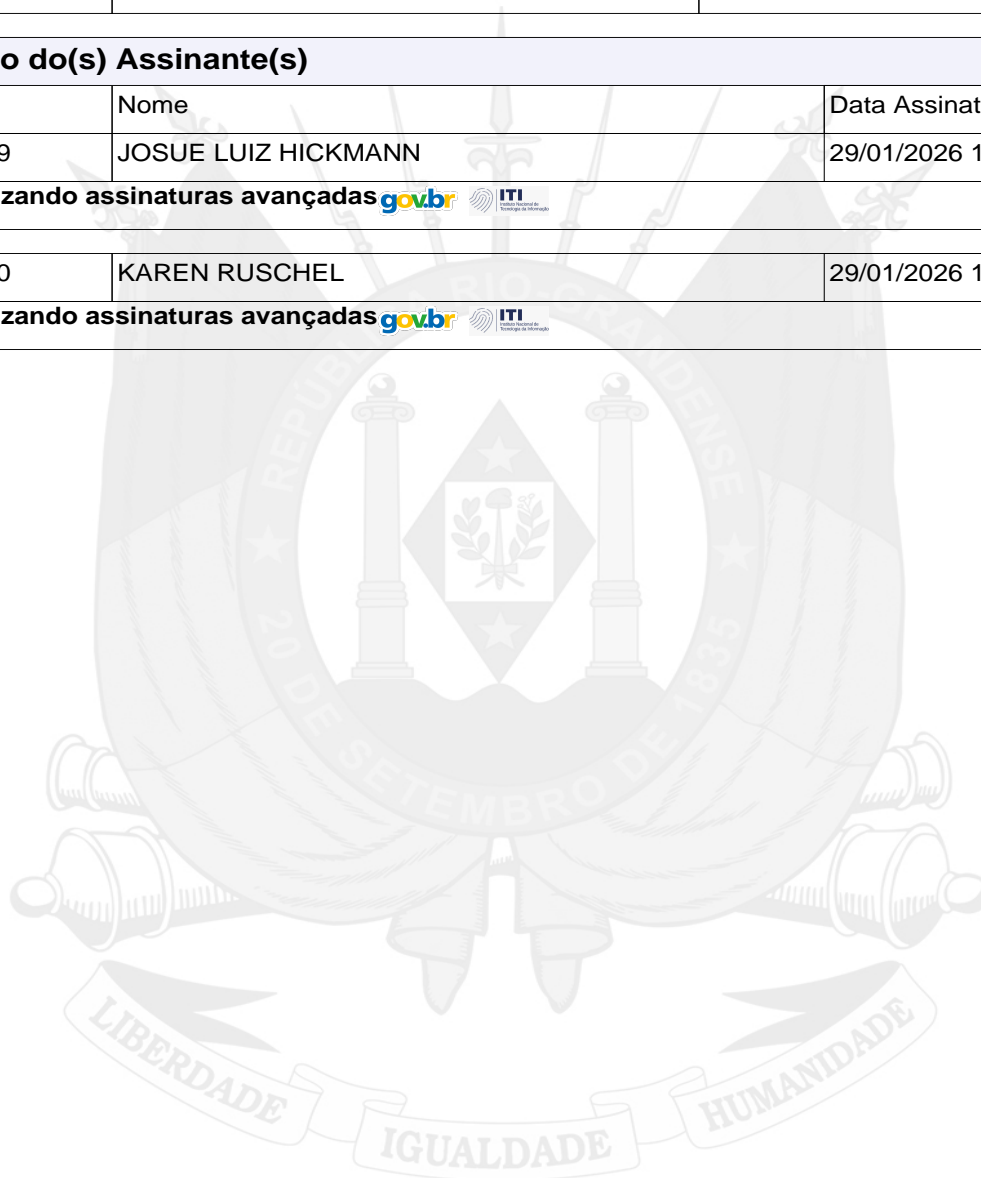 o do(s) Assinante(s)
Nome Data Assinat
9 JOSUE LUIZ HICKMANN 29/01/2026 1
zando assinaturas avançadas gov.br ITI
0 KAREN RUSCHEL 29/01/2026 1
zando assinaturas avançadas gov.br ITI
REPÚBLICA RIO-GRANDENSE
20 DE SETEMBRO DE 1835
LIBERDADE IGUALDADE HUMANIDADE